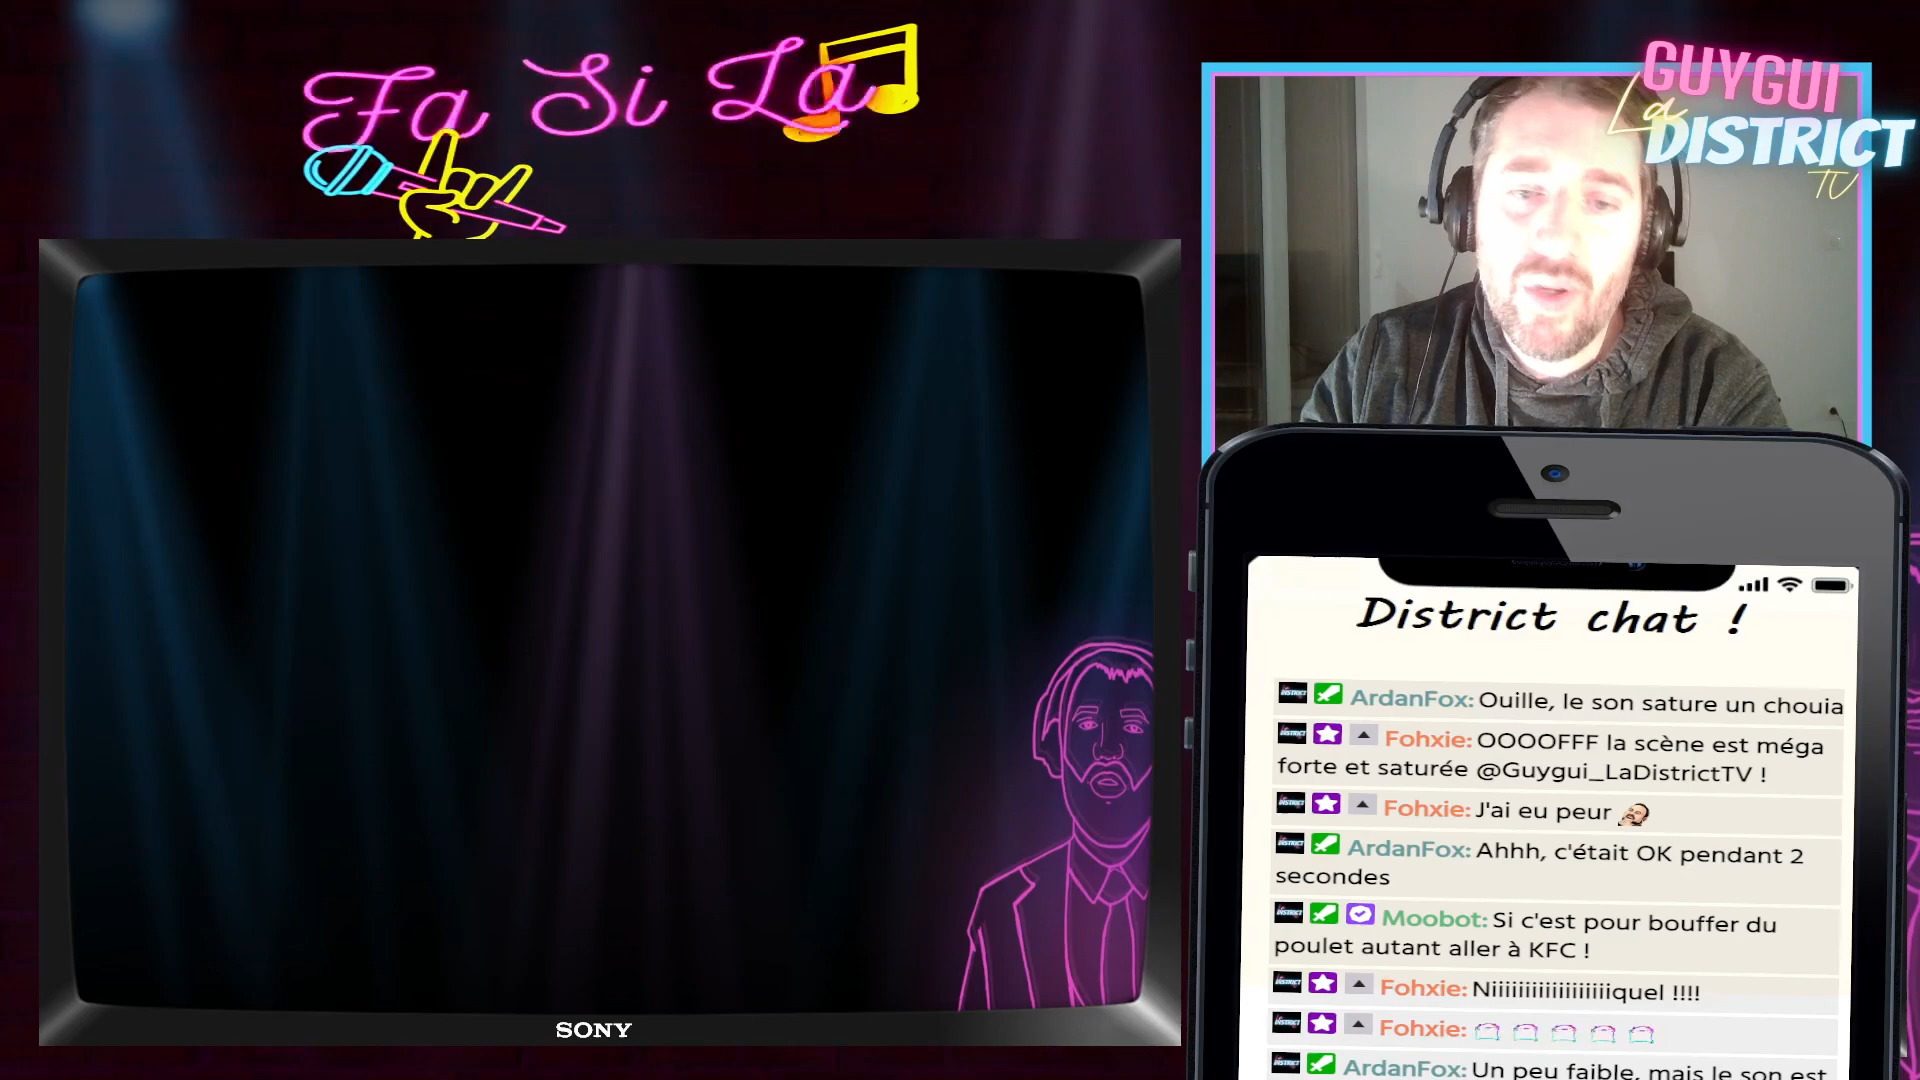 Fa Si La
GUYGUI
La
DISTRICT
TV
SONY
District chat !
ArdanFox: Ouille, le son sature un chouia
Fohxie: OOOOFFF la scène est méga
forte et saturée @Guygui_LaDistrictTV !
Fohxie: J'ai eu peur
ArdanFox: Ahhh, c'était OK pendant 2
secondes
Moobot: Si c'est pour bouffer du
poulet autant aller à KFC !
Fohxie: Niiiiiiiiiiiiiiiiiiquel !!!!
Fohxie:
ArdanFox: Un peu faible, mais le son est